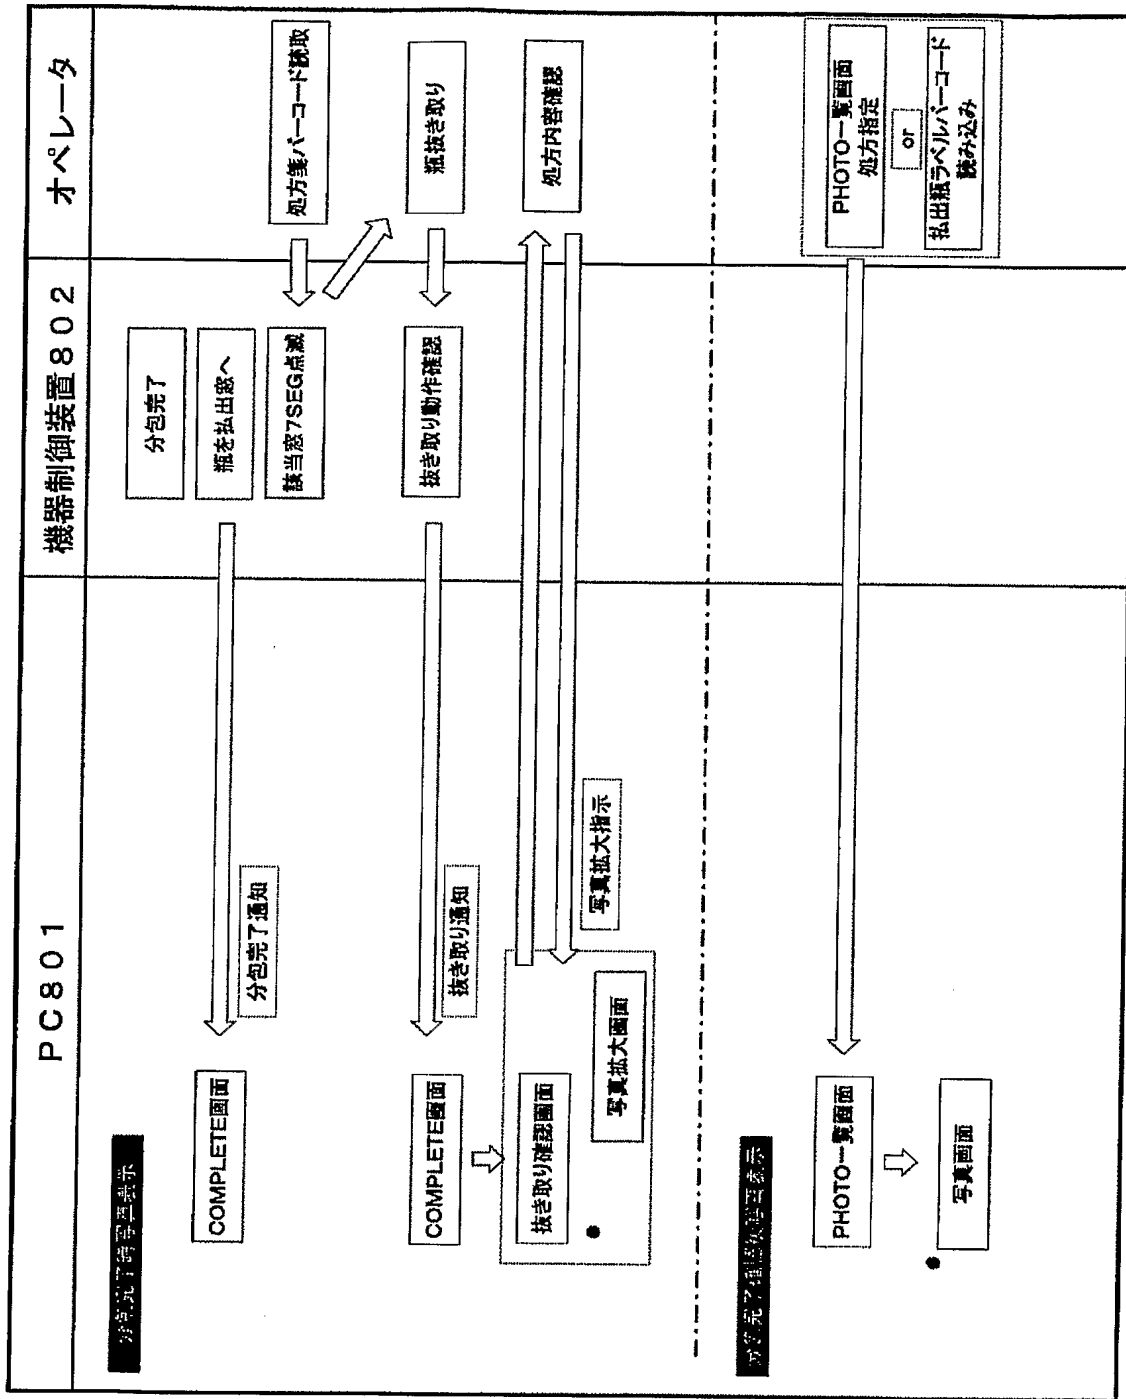 PC801
機器制御装置802
オペレータ
分包完了
瓶を払出窓へ
COMPLETE画面
分包完了通知
該当窓7SEG点滅
処方箋バーコード読取
瓶抜き取り
抜き取り動作確認
COMPLETE画面
抜き取り通知
抜き取り確認画面
処方内容確認
写真拡大指示
写真拡大画面
PHOTO一覧画面
処方指定
or
払出瓶ラベルバーコード
読み込み
PHOTO一覧画面
写真画面